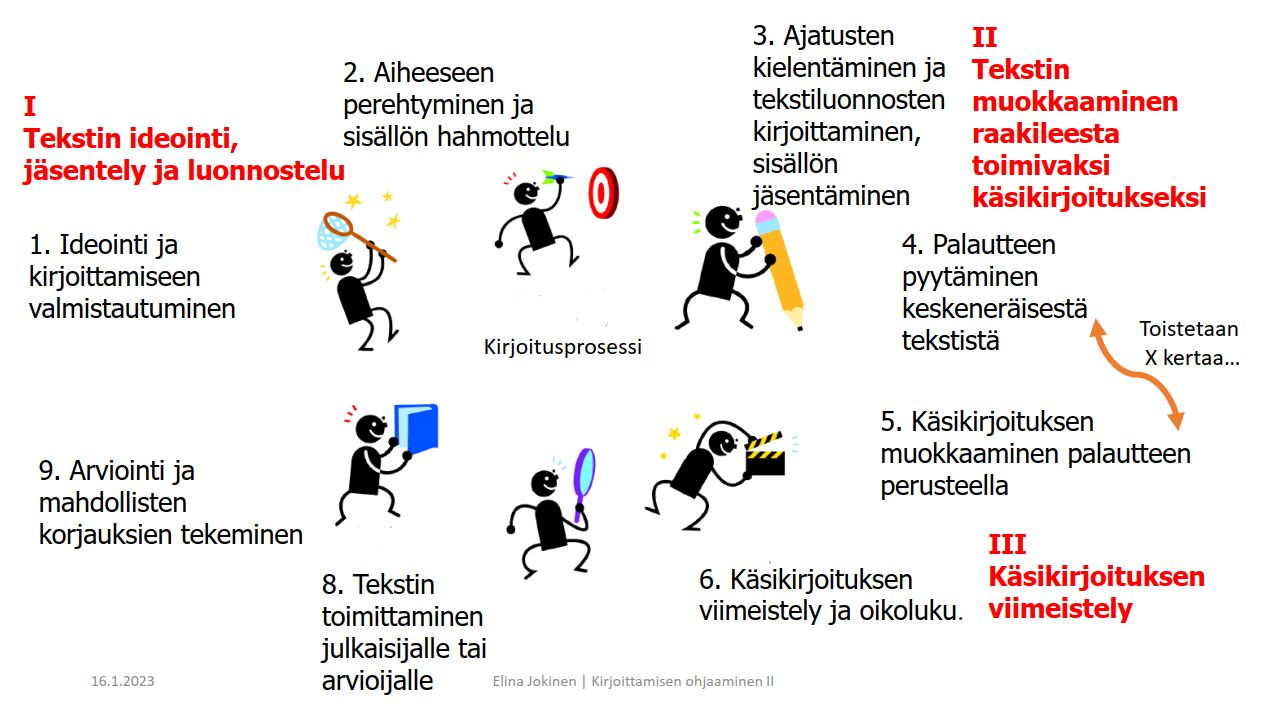 I
Tekstin ideointi,
jäsentely ja luonnostelu
1. Ideointi ja
kirjoittamiseen
valmistautuminen
2. Aiheeseen
perehtyminen ja
sisällön hahmottelu
3. Ajatusten
kielentäminen ja
tekstiluonnosten
kirjoittaminen,
sisällön
jäsentäminen
II
Tekstin
muokkaaminen
raakileesta
toimivaksi
käsikirjoitukseksi
4. Palautteen
pyytäminen
keskeneräisestä
tekstistä
Toistetaan
X kertaa...
Kirjoitusprosessi
5. Käsikirjoituksen
muokkaaminen palautteen
perusteella
III
Käsikirjoituksen
viimeistely
6. Käsikirjoituksen
viimeistely ja oikoluku.
8. Tekstin
toimittaminen
julkaisijalle tai
arvioijalle
9. Arviointi ja
mahdollisten
korjauksien tekeminen
16.1.2023
Elina Jokinen | Kirjoittamisen ohjaaminen II